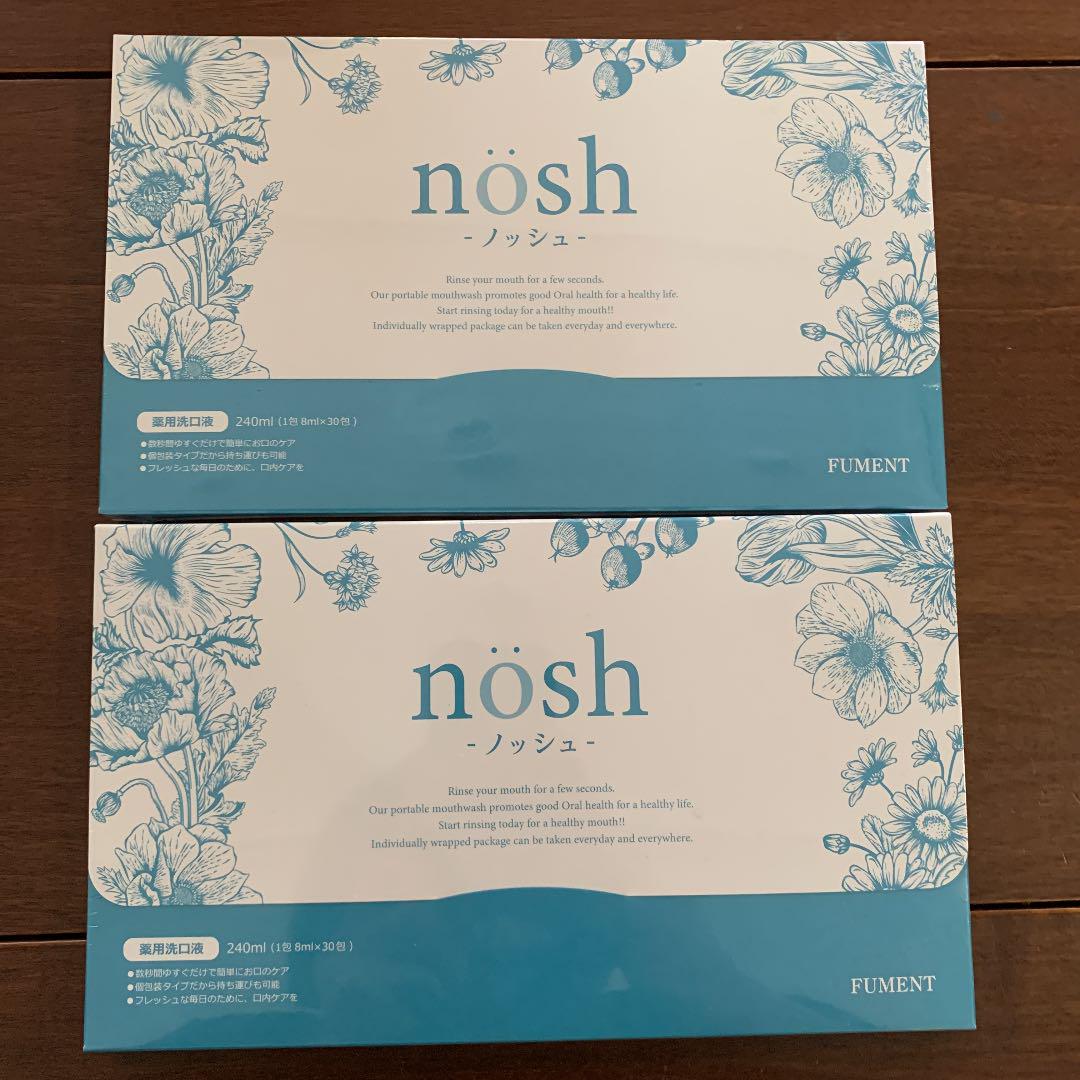 nösh
-ノッシュ-
Rinse your mouth for a few seconds.
Our portable mouthwash promotes good Oral health for a healthy life.
Start rinsing today for a healthy mouth!!
Individually wrapped package can be taken everyday and everywhere.
薬用洗口液 240ml (1包 8ml×30包)
●数秒間ゆすぐだけで簡単にお口のケア
●個包装タイプだから持ち運びも可能
●フレッシュな毎日のために、口内ケアを
FUMENT
nösh
-ノッシュ-
Rinse your mouth for a few seconds.
Our portable mouthwash promotes good Oral health for a healthy life.
Start rinsing today for a healthy mouth!!
Individually wrapped package can be taken everyday and everywhere.
薬用洗口液 240ml (1包 8ml×30包)
●数秒間ゆすぐだけで簡単にお口のケア
●個包装タイプだから持ち運びも可能
●フレッシュな毎日のために、口内ケアを
FUMENT